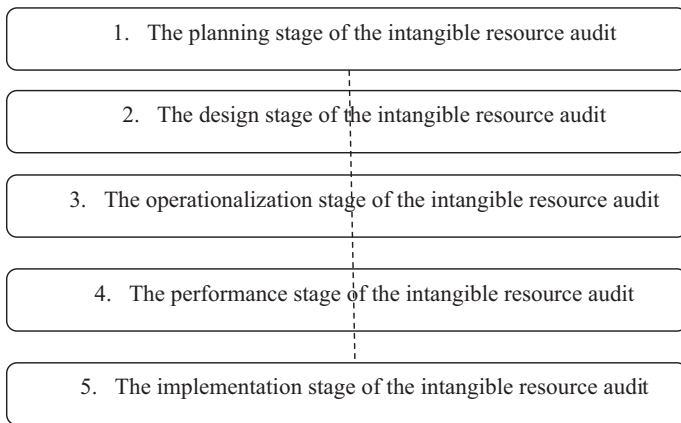 1. The planning stage of the intangible resource audit
2. The design stage of the intangible resource audit
3. The operationalization stage of the intangible resource audit
4. The performance stage of the intangible resource audit
5. The implementation stage of the intangible resource audit